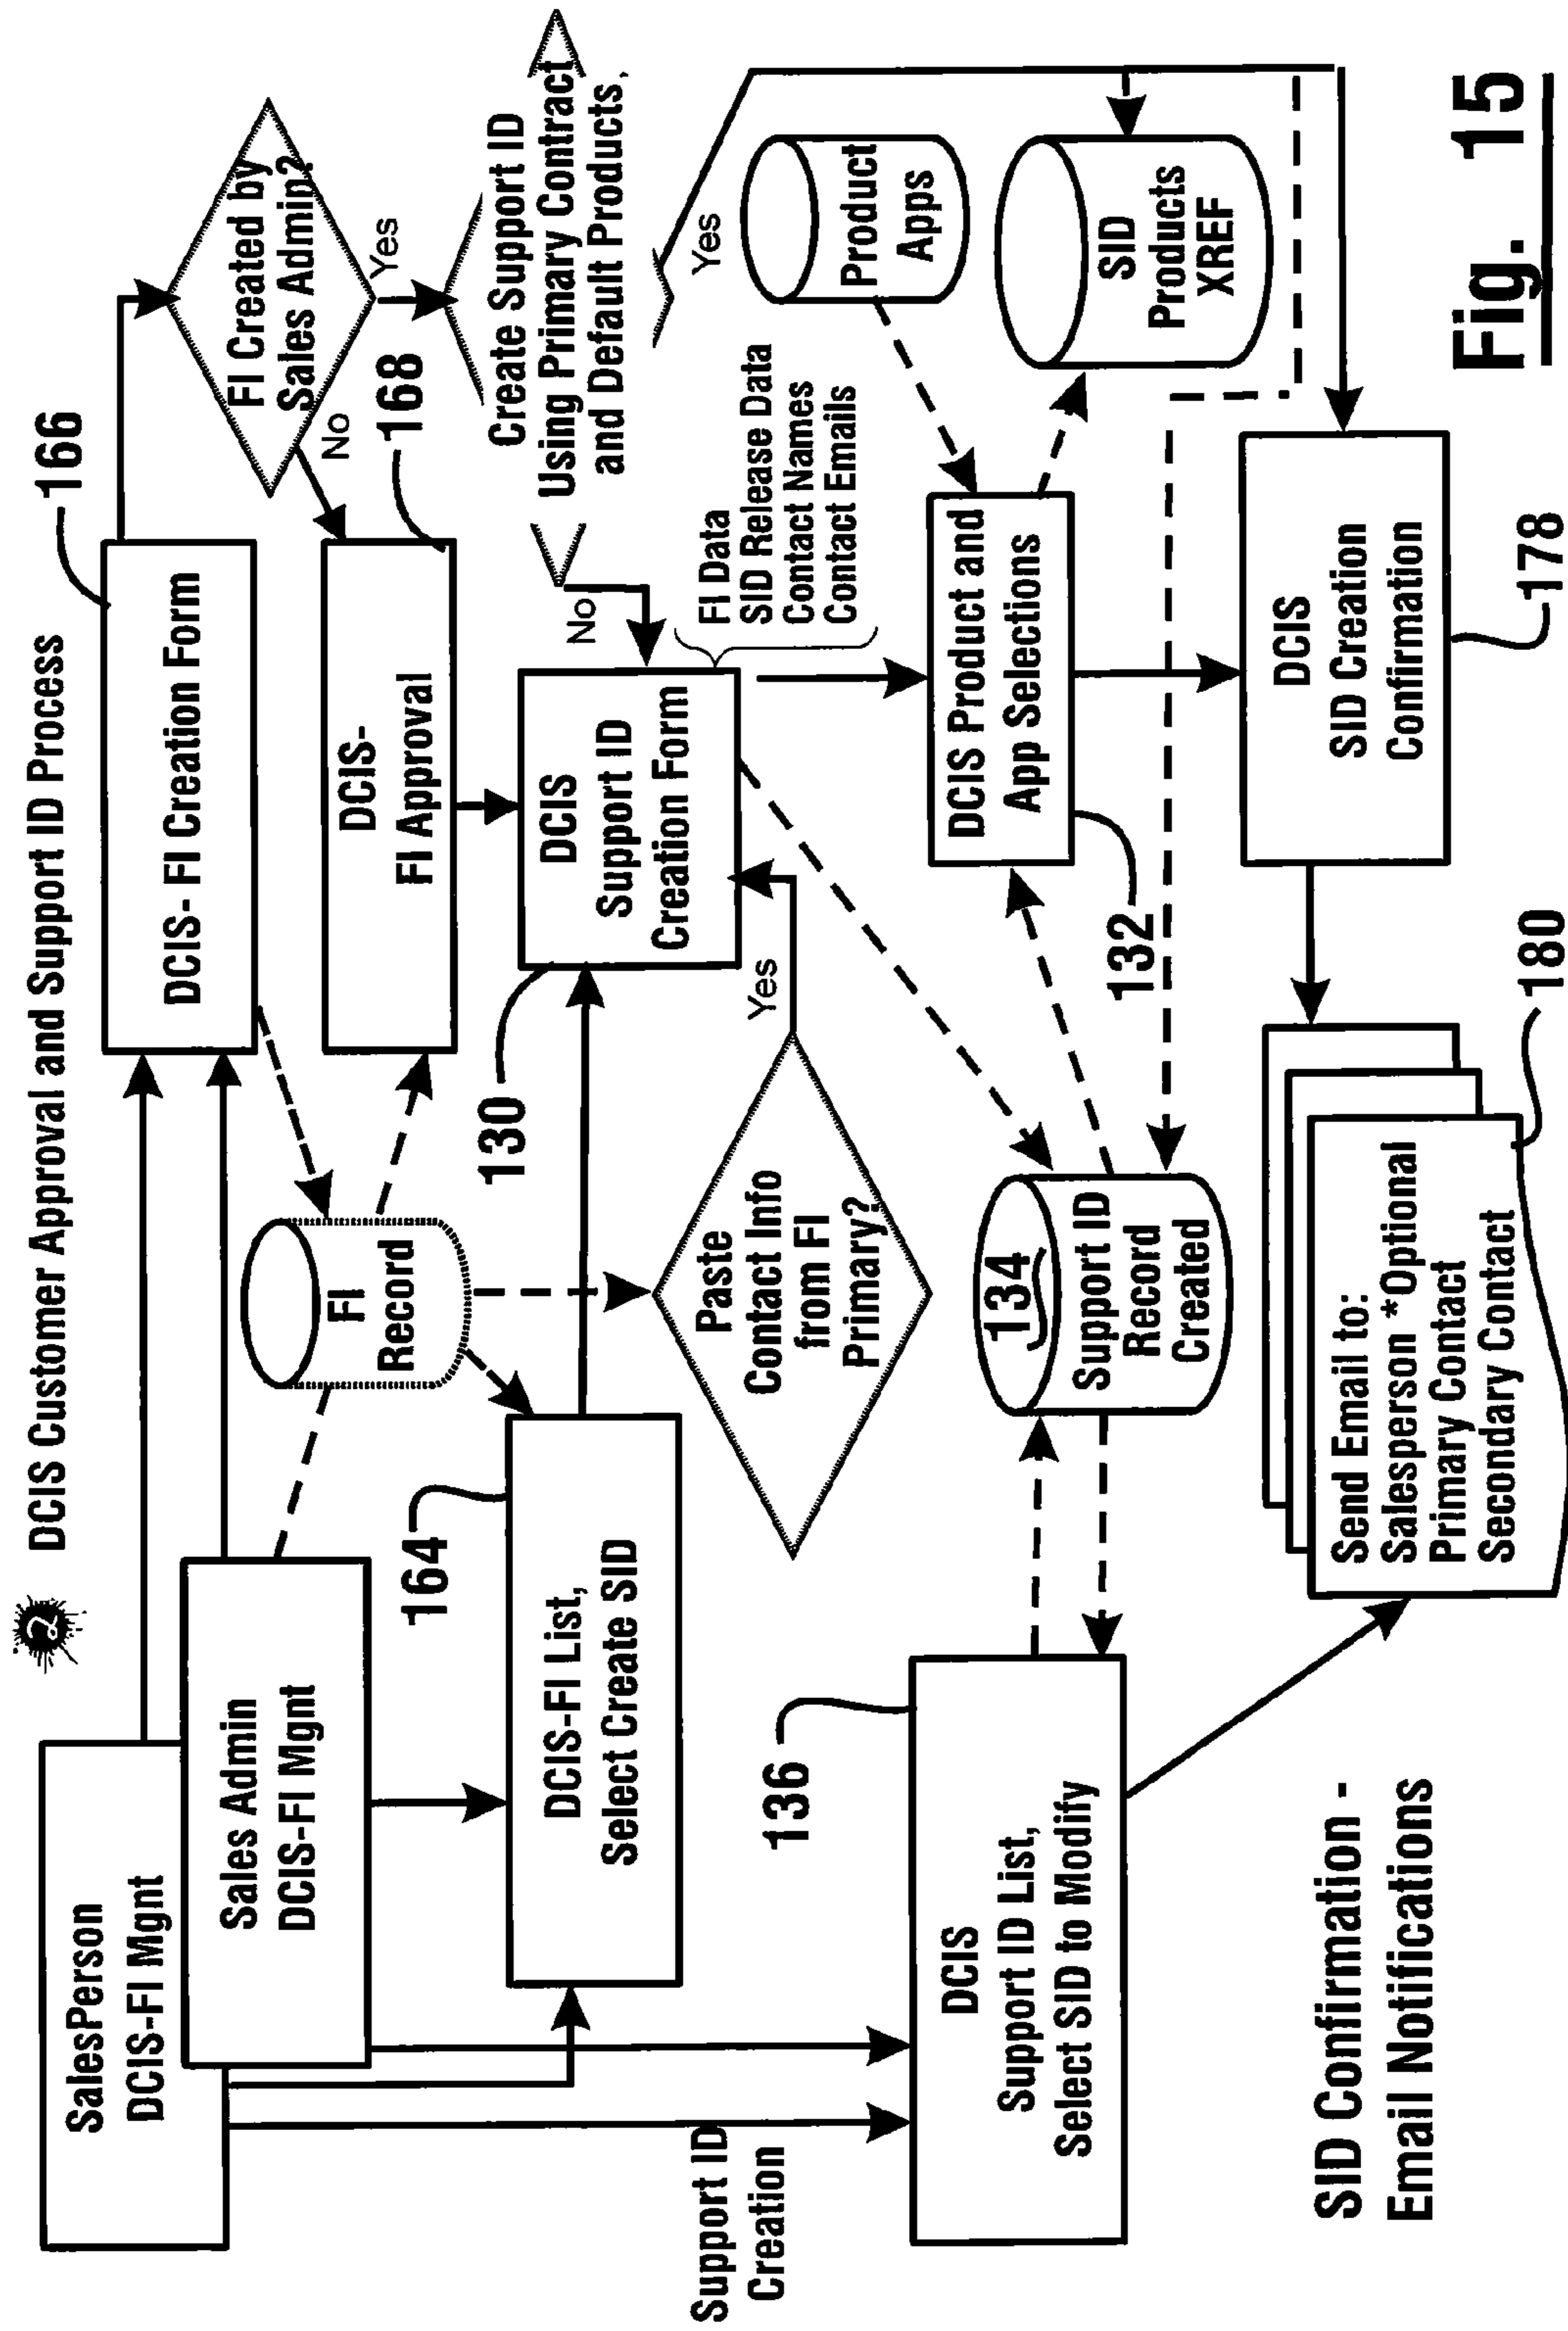 2
DCIS Customer Approval and Support ID Process
SalesPerson
DCIS-FI Mgnt
Sales Admin
DCIS-FI Mgnt
DCIS- FI Creation Form
166
FI Created by
Sales Admin?
No
Yes
FI
Record
DCIS-
FI Approval
168
164
DCIS-FI List,
Select Create SID
130
DCIS
Support ID
Creation Form
No
Create Support ID
Using Primary Contract
and Default Products,
Yes
Paste
Contact Info
from FI
Primary?
Yes
FI Data
SID Release Data
Contact Names
Contact Emails
Product
Apps
Support ID
Creation
136
DCIS
Support ID List,
Select SID to Modify
134
Support ID
Record
Created
DCIS Product and
App Selections
132
SID
Products
XREF
DCIS
SID Creation
Confirmation
178
SID Confirmation -
Email Notifications
Send Email to:
Salesperson *Optional
Primary Contact
Secondary Contact
180
Fig. 15